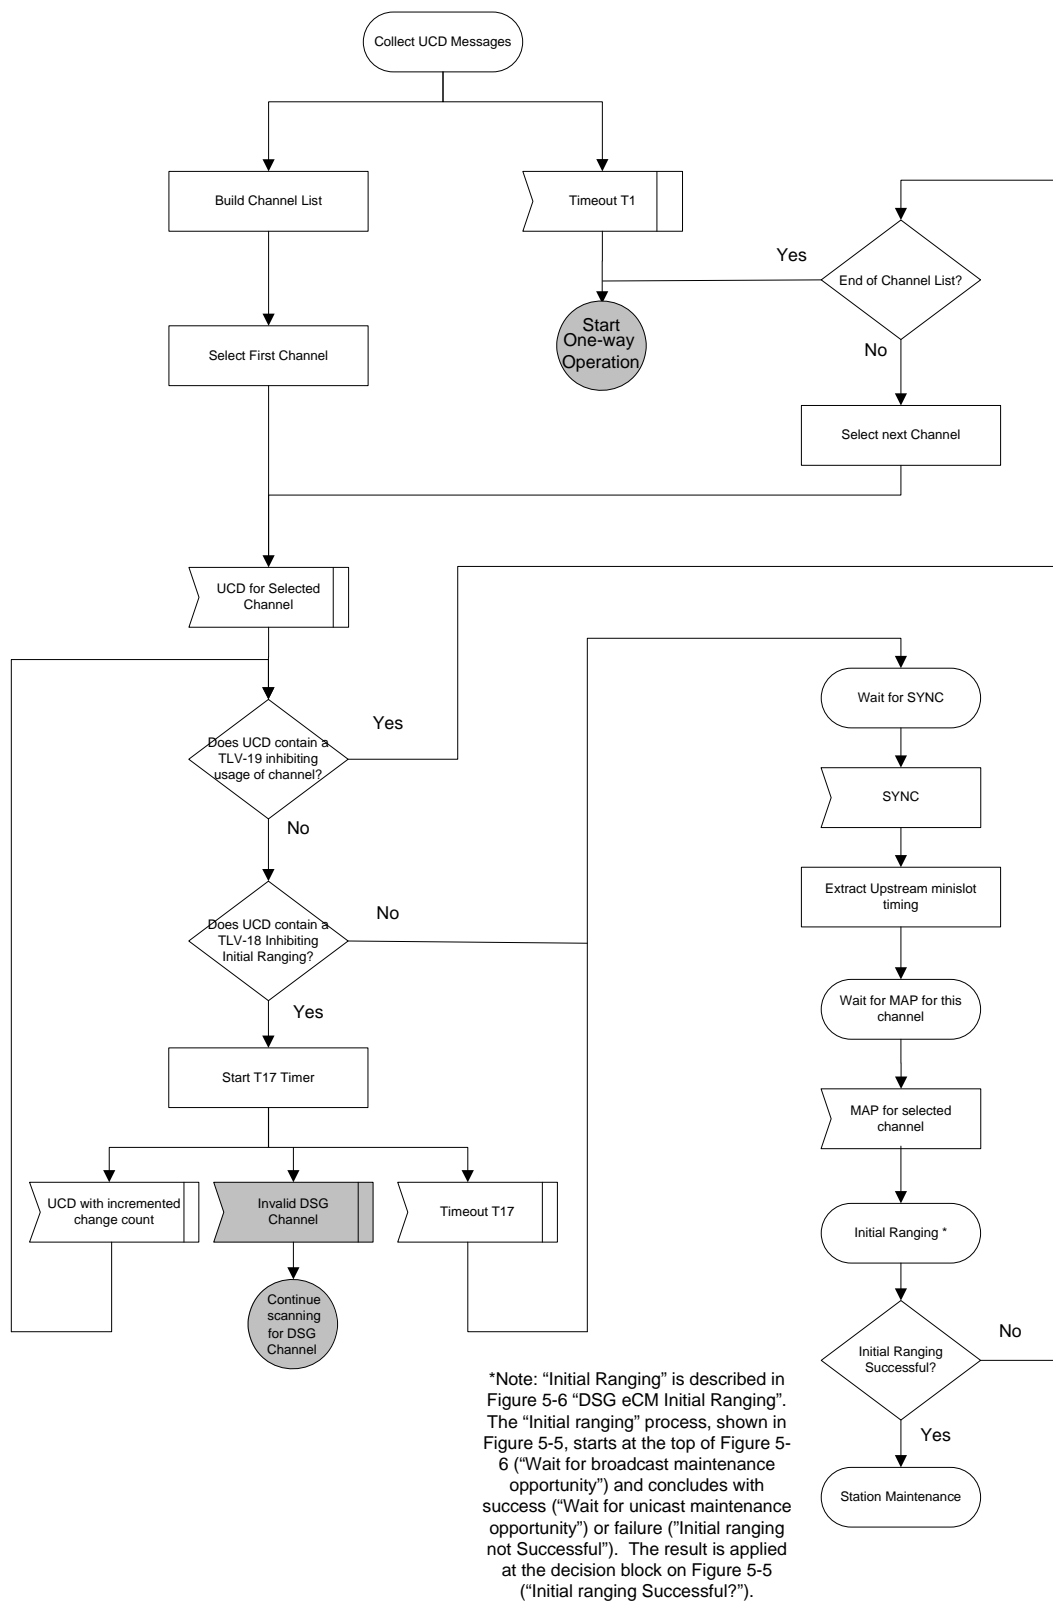 Collect UCD Messages
Build Channel List
Timeout T1
Yes
End of Channel List?
Start
One-way
Operation
Select First Channel
No
Select next Channel
UCD for Selected
Channel
Wait for SYNC
Yes
Does UCD contain a
TLV-19 inhibiting
usage of channel?
SYNC
No
Extract Upstream minislot
timing
No
Does UCD contain a
TLV-18 Inhibiting
Initial Ranging?
Yes
Wait for MAP for this
channel
Start T17 Timer
MAP for selected
channel
UCD with incremented
change count
Invalid DSG
Channel
Timeout T17
Initial Ranging *
Continue
scanning
for DSG
Channel
No
Initial Ranging
Successful?
Yes
Station Maintenance
*Note: “Initial Ranging” is described in
Figure 5-6 “DSG eCM Initial Ranging”.
The “Initial ranging” process, shown in
Figure 5-5, starts at the top of Figure 5-
6 (“Wait for broadcast maintenance
opportunity”) and concludes with
success (“Wait for unicast maintenance
opportunity”) or failure (”Initial ranging
not Successful”).  The result is applied
at the decision block on Figure 5-5
(“Initial ranging Successful?”).